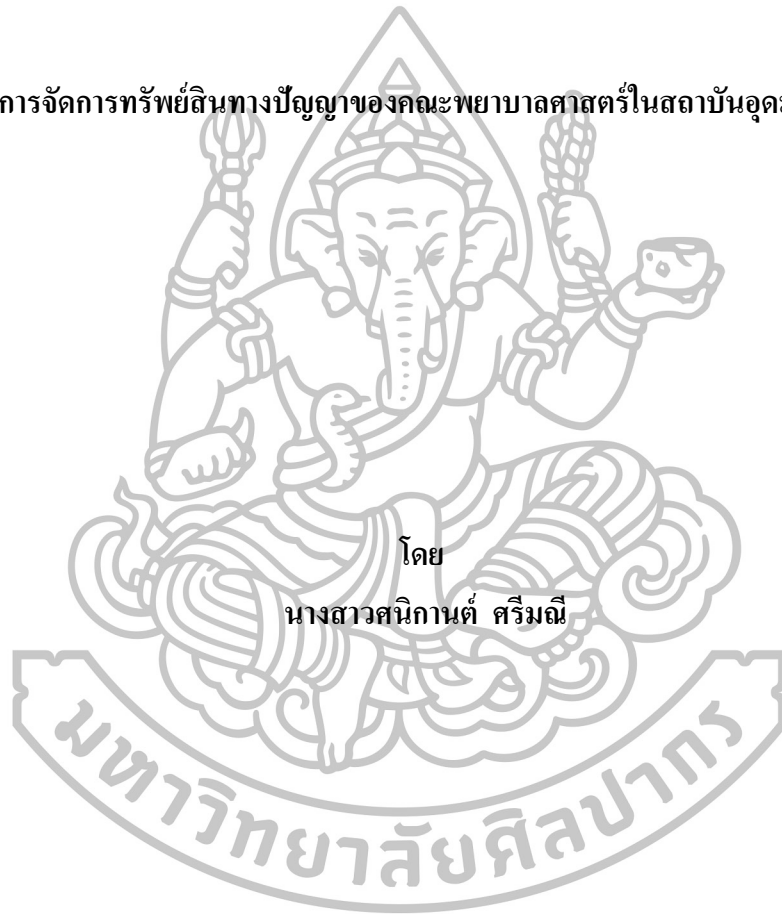 การจัดการทรัพย์สินทางปัญญาของคณะพยาบาลศาสตร์ในสถาบันอุด
โดย
นางสาวศนิกานต์ ศรีมณี
มหาวิทยาลัยศิลปากร